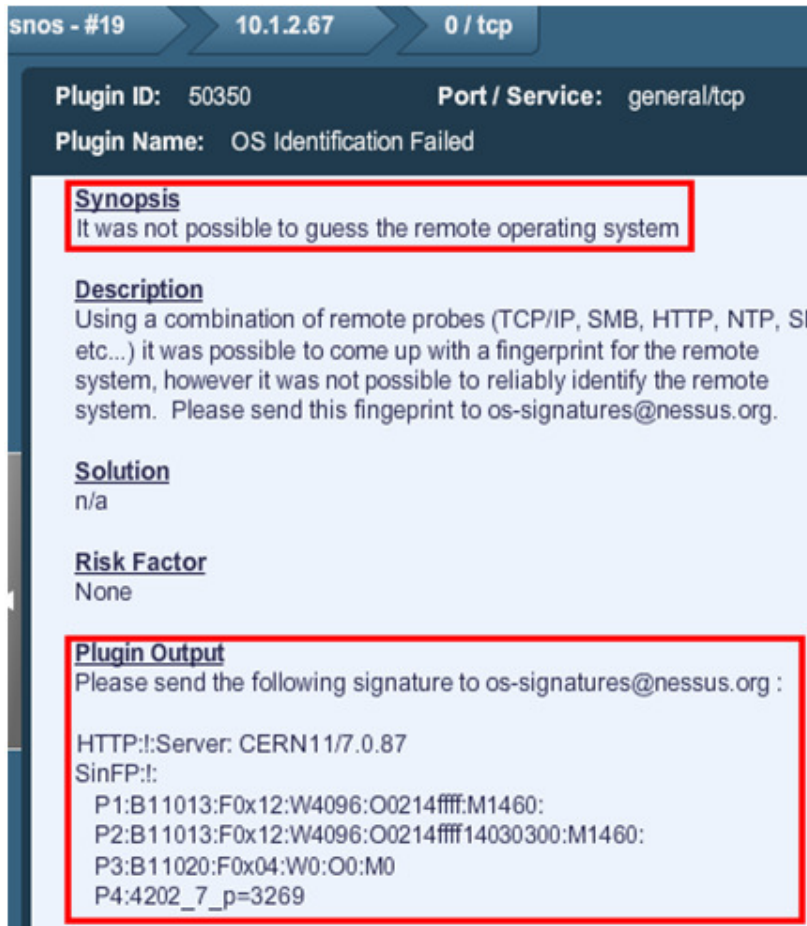 snos - #19 10.1.2.67 0 / tcp
Plugin ID: 50350 Port / Service: general/tcp
Plugin Name: OS Identification Failed
Synopsis
It was not possible to guess the remote operating system
Description
Using a combination of remote probes (TCP/IP, SMB, HTTP, NTP,
etc...) it was possible to come up with a fingerprint for the remote
system, however it was not possible to reliably identify the remote
system. Please send this fingeprint to os-signatures@nessus.org.
Solution
n/a
Risk Factor
None
Plugin Output
Please send the following signature to os-signatures@nessus.org :
HTTP:!:Server: CERN11/7.0.87
SinFP:!:
P1:B11013:F0x12:W4096:O0214ffff:M1460:
P2:B11013:F0x12:W4096:O0214ffff14030300:M1460:
P3:B11020:F0x04:W0:O0:M0
P4:4202_7_p=3269